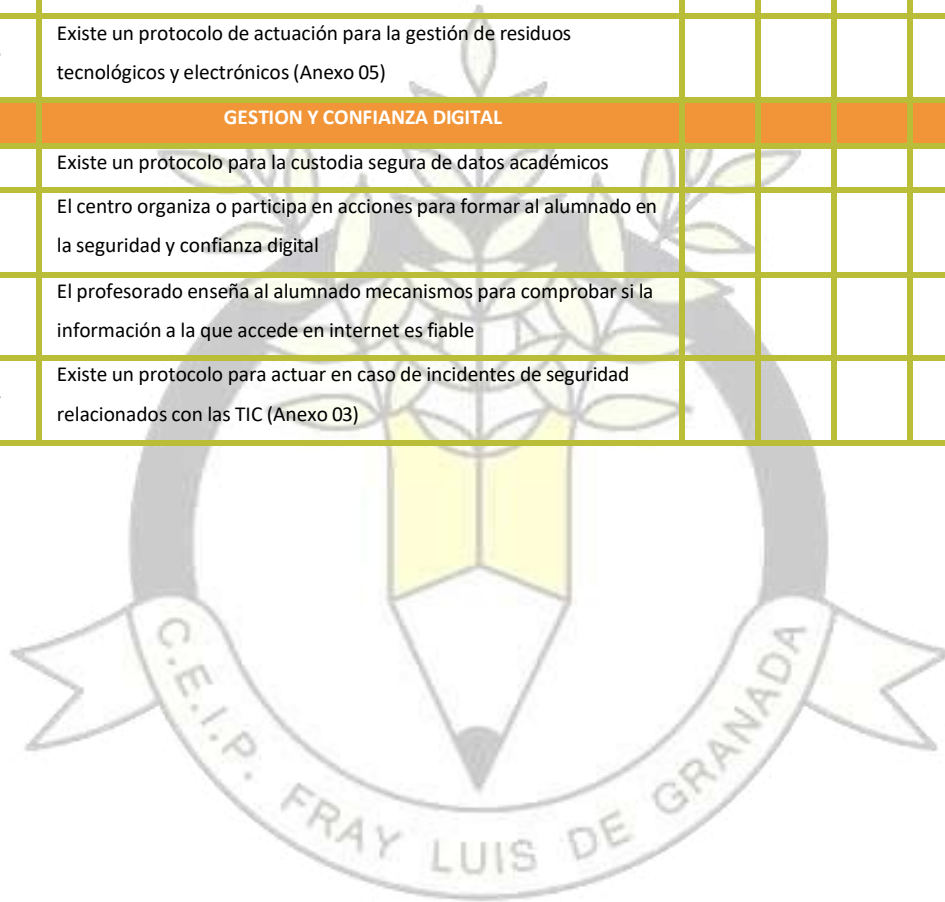 Existe un protocolo de actuación para la gestión de residuos
tecnológicos y electrónicos (Anexo 05)
GESTION Y CONFIANZA DIGITAL
Existe un protocolo para la custodia segura de datos académicos
El centro organiza o participa en acciones para formar al alumnado en
la seguridad y confianza digital
El profesorado enseña al alumnado mecanismos para comprobar si la
información a la que accede en internet es fiable
Existe un protocolo para actuar en caso de incidentes de seguridad
relacionados con las TIC (Anexo 03)
C.E.I.P. FRAY LUIS DE GRANADA